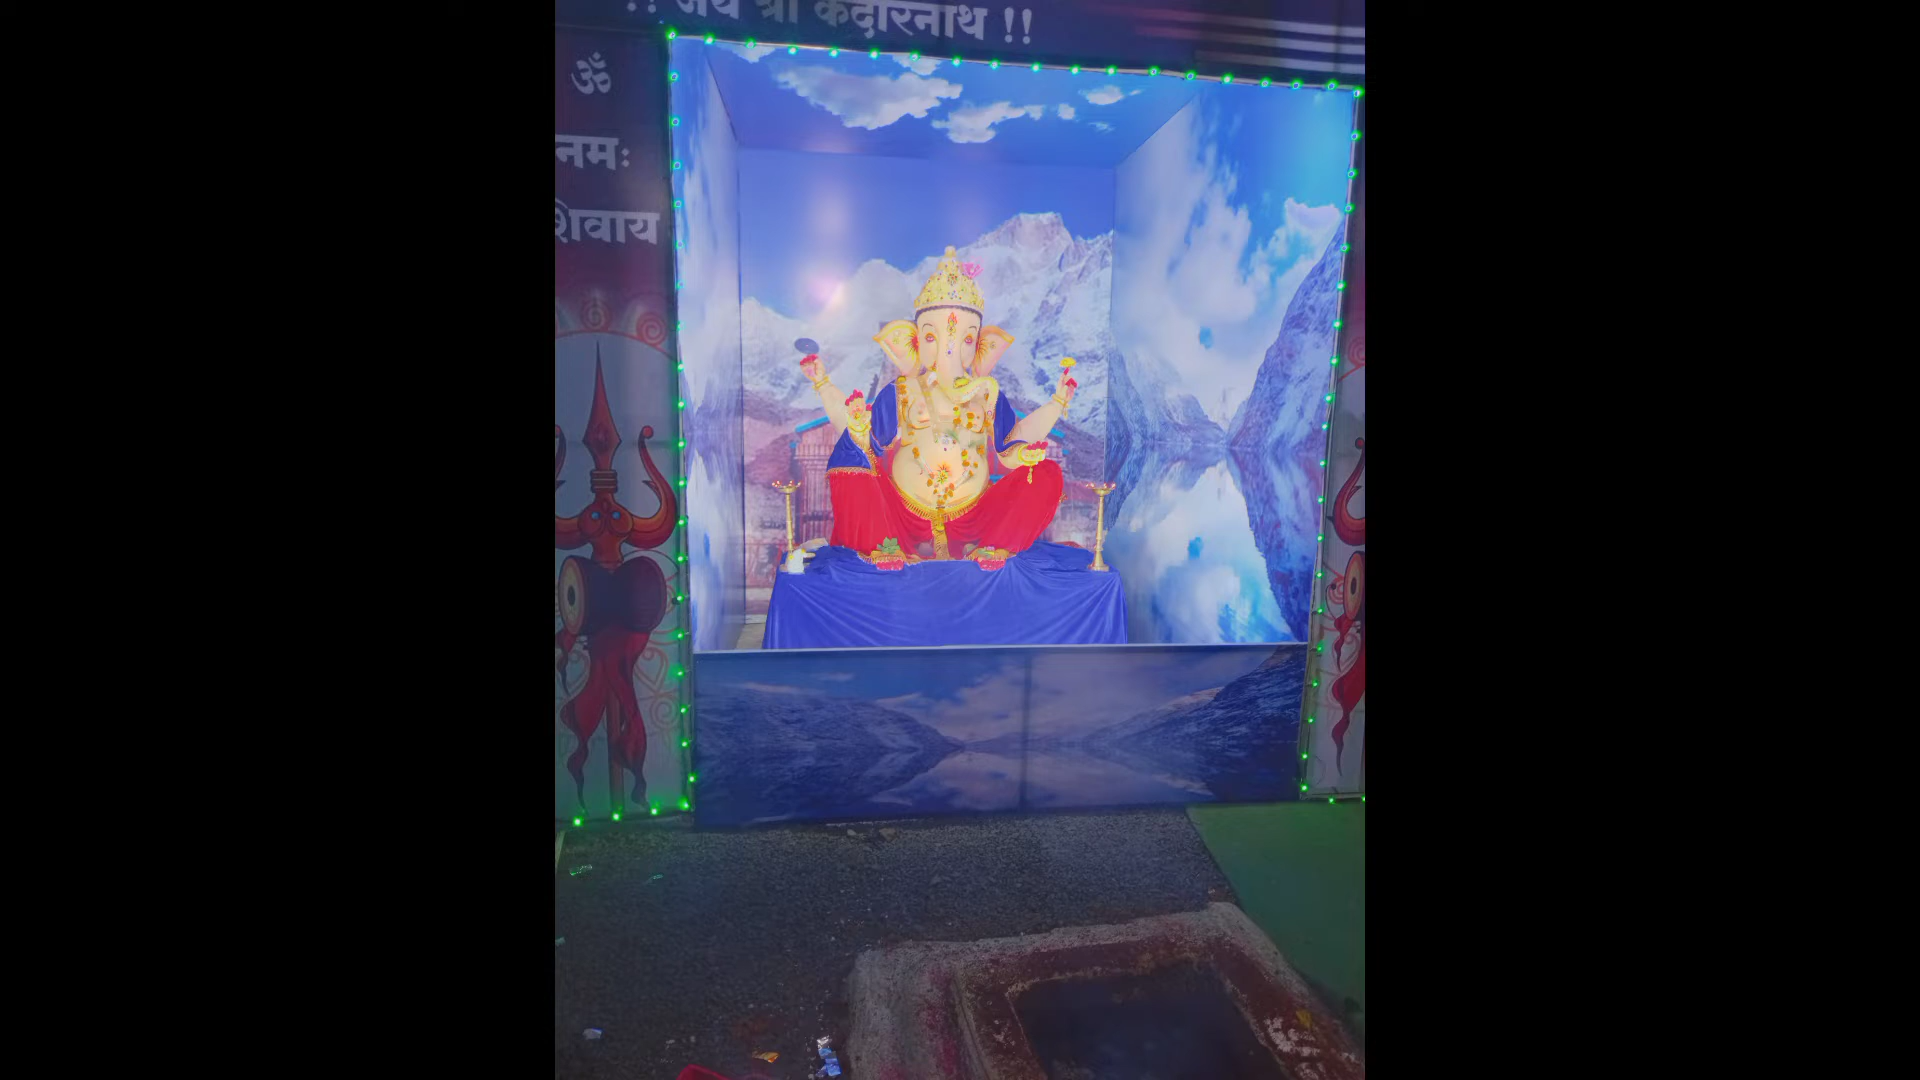 !! जय श्री केदारनाथ !!
ॐ
नमः
शिवाय